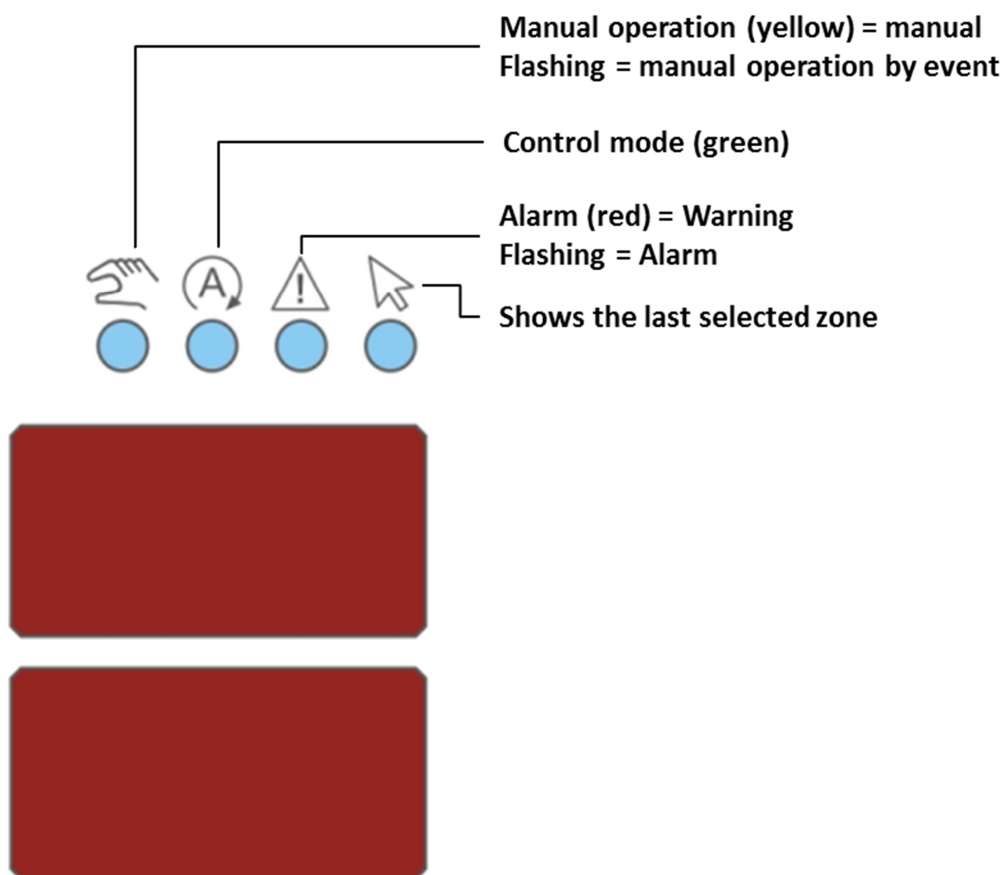 Manual operation (yellow) = manual
Flashing = manual operation by event
Control mode (green)
Alarm (red) = Warning
Flashing = Alarm
A
!
Shows the last selected zone